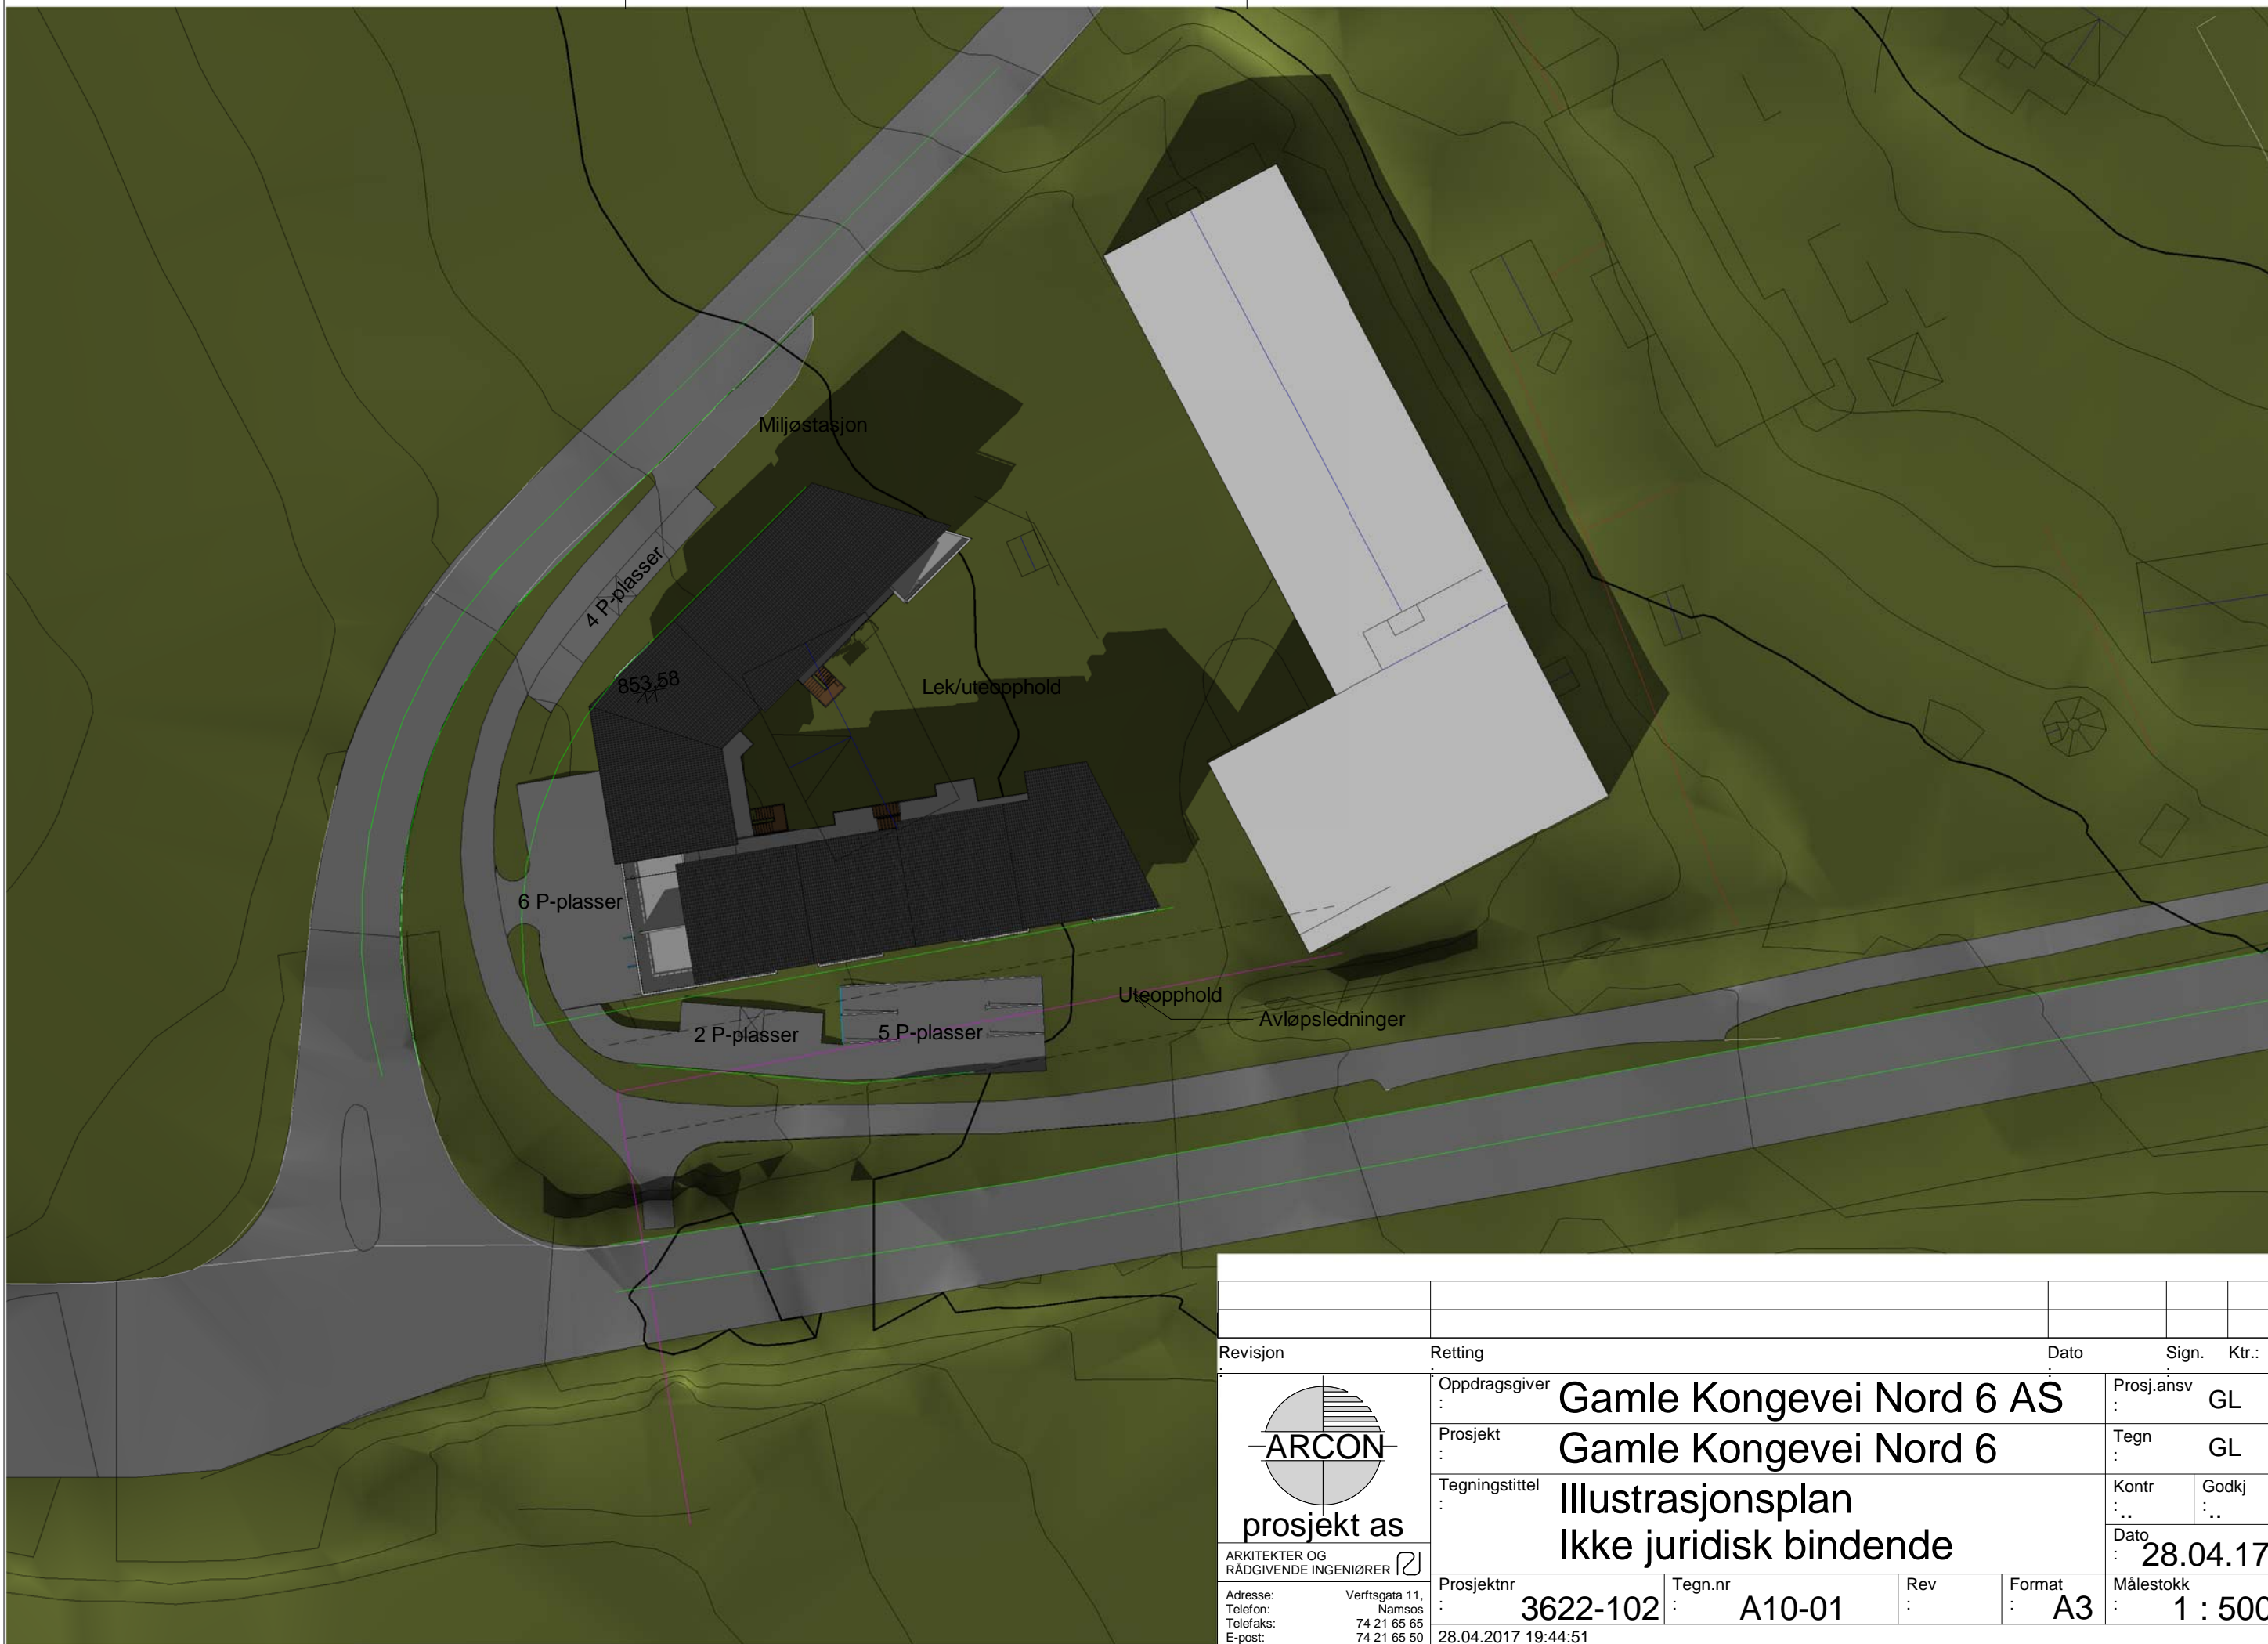 Miljøstasjon
4 P-plasser
853,58
Lek/uteopphold
6 P-plasser
Uteopphold
Avløpsledninger
2 P-plasser
5 P-plasser
Revisjon :
Retting :
Dato :
Sign. :
Ktr.:
ARCON
prosjekt as
ARKITEKTER OG
RÅDGIVENDE INGENIØRER
Adresse: Verftsgata 11,
Telefon: Namsos
Telefaks: 74 21 65 65
E-post: 74 21 65 50
Oppdragsgiver : Gamle Kongevei Nord 6 AS
Prosj.ansv : GL
Prosjekt : Gamle Kongevei Nord 6
Tegn : GL
Tegningstittel : Illustrasjonsplan
Ikke juridisk bindende
Kontr :..
Godkj :..
Dato : 28.04.17
Prosjektnr : 3622-102
Tegn.nr : A10-01
Rev :
Format : A3
Målestokk : 1 : 500
28.04.2017 19:44:51